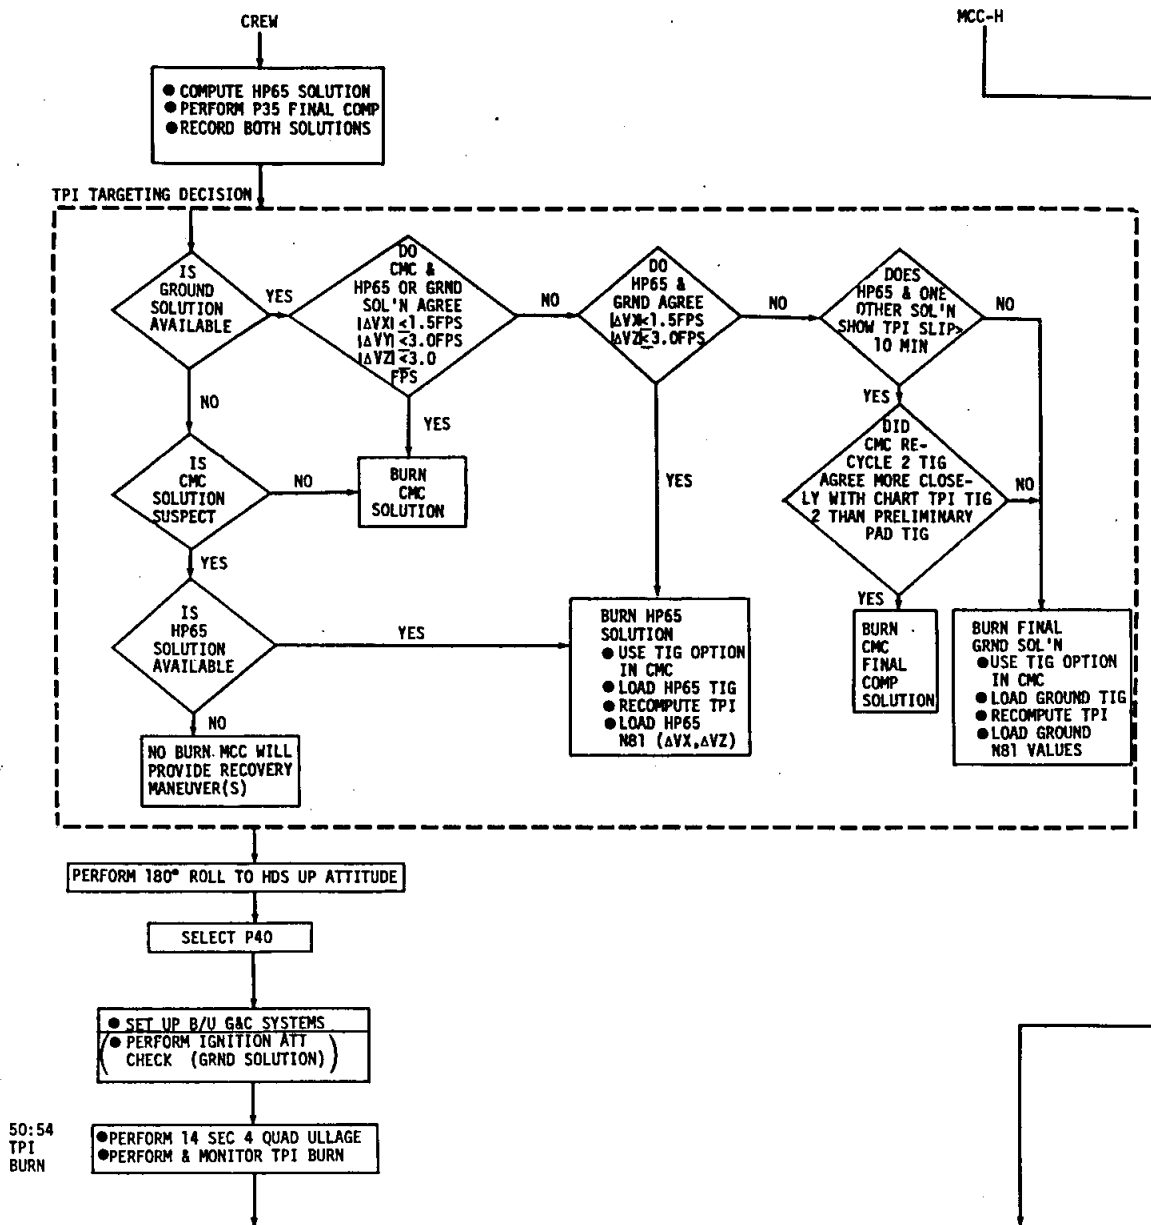 CREW
MCC-H
● COMPUTE HP65 SOLUTION
● PERFORM P35 FINAL COMP
● RECORD BOTH SOLUTIONS
TPI TARGETING DECISION
IS
GROUND
SOLUTION
AVAILABLE
YES
DO
CMC &
HP65 OR GRND
SOL'N AGREE
|ΔVX| <1.5FPS
|ΔVY| <3.0FPS
|ΔVZ| ≤3.0
FPS
NO
DO
HP65 &
GRND AGREE
|ΔVX|<1.5FPS
|ΔVZ|≤3.0FPS
NO
DOES
HP65 & ONE
OTHER SOL'N
SHOW TPI SLIP>
10 MIN
NO
NO
YES
YES
YES
IS
CMC
SOLUTION
SUSPECT
NO
BURN
CMC
SOLUTION
DID
CMC RE-
CYCLE 2 TIG
AGREE MORE CLOSE-
LY WITH CHART TPI TIG
2 THAN PRELIMINARY
PAD TIG
NO
YES
YES
IS
HP65
SOLUTION
AVAILABLE
YES
BURN HP65
SOLUTION
● USE TIG OPTION
IN CMC
● LOAD HP65 TIG
● RECOMPUTE TPI
● LOAD HP65
N81 (ΔVX,ΔVZ)
BURN
CMC
FINAL
COMP
SOLUTION
BURN FINAL
GRND SOL'N
● USE TIG OPTION
IN CMC
● LOAD GROUND TIG
● RECOMPUTE TPI
● LOAD GROUND
N81 VALUES
NO
NO BURN. MCC WILL
PROVIDE RECOVERY
MANEUVER(S)
PERFORM 180° ROLL TO HDS UP ATTITUDE
SELECT P40
● SET UP B/U G&C SYSTEMS
(● PERFORM IGNITION ATT
CHECK (GRND SOLUTION))
50:54
TPI
BURN
● PERFORM 14 SEC 4 QUAD ULLAGE
● PERFORM & MONITOR TPI BURN